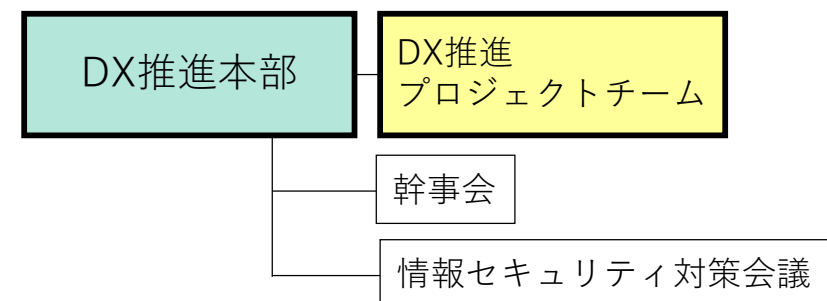 DX推進本部
DX推進
プロジェクトチーム
幹事会
情報セキュリティ対策会議